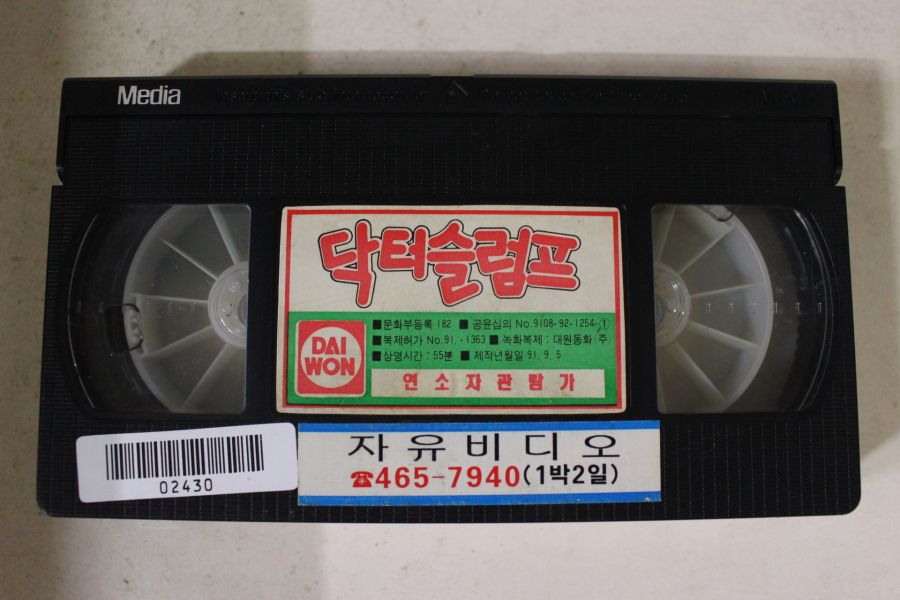 Media
닥터슬럼프
DAI
WON
■문화부등록 182 ■공윤심의 No.9108-92-1254-①
■복제허가 No.91.-1363 ■녹화복제 : 대원동화 ㈜
■상영시간 : 55분 ■제작년월일 91.9.5
연소자관람가
02430
자유비디오
☎465-7940(1박2일)